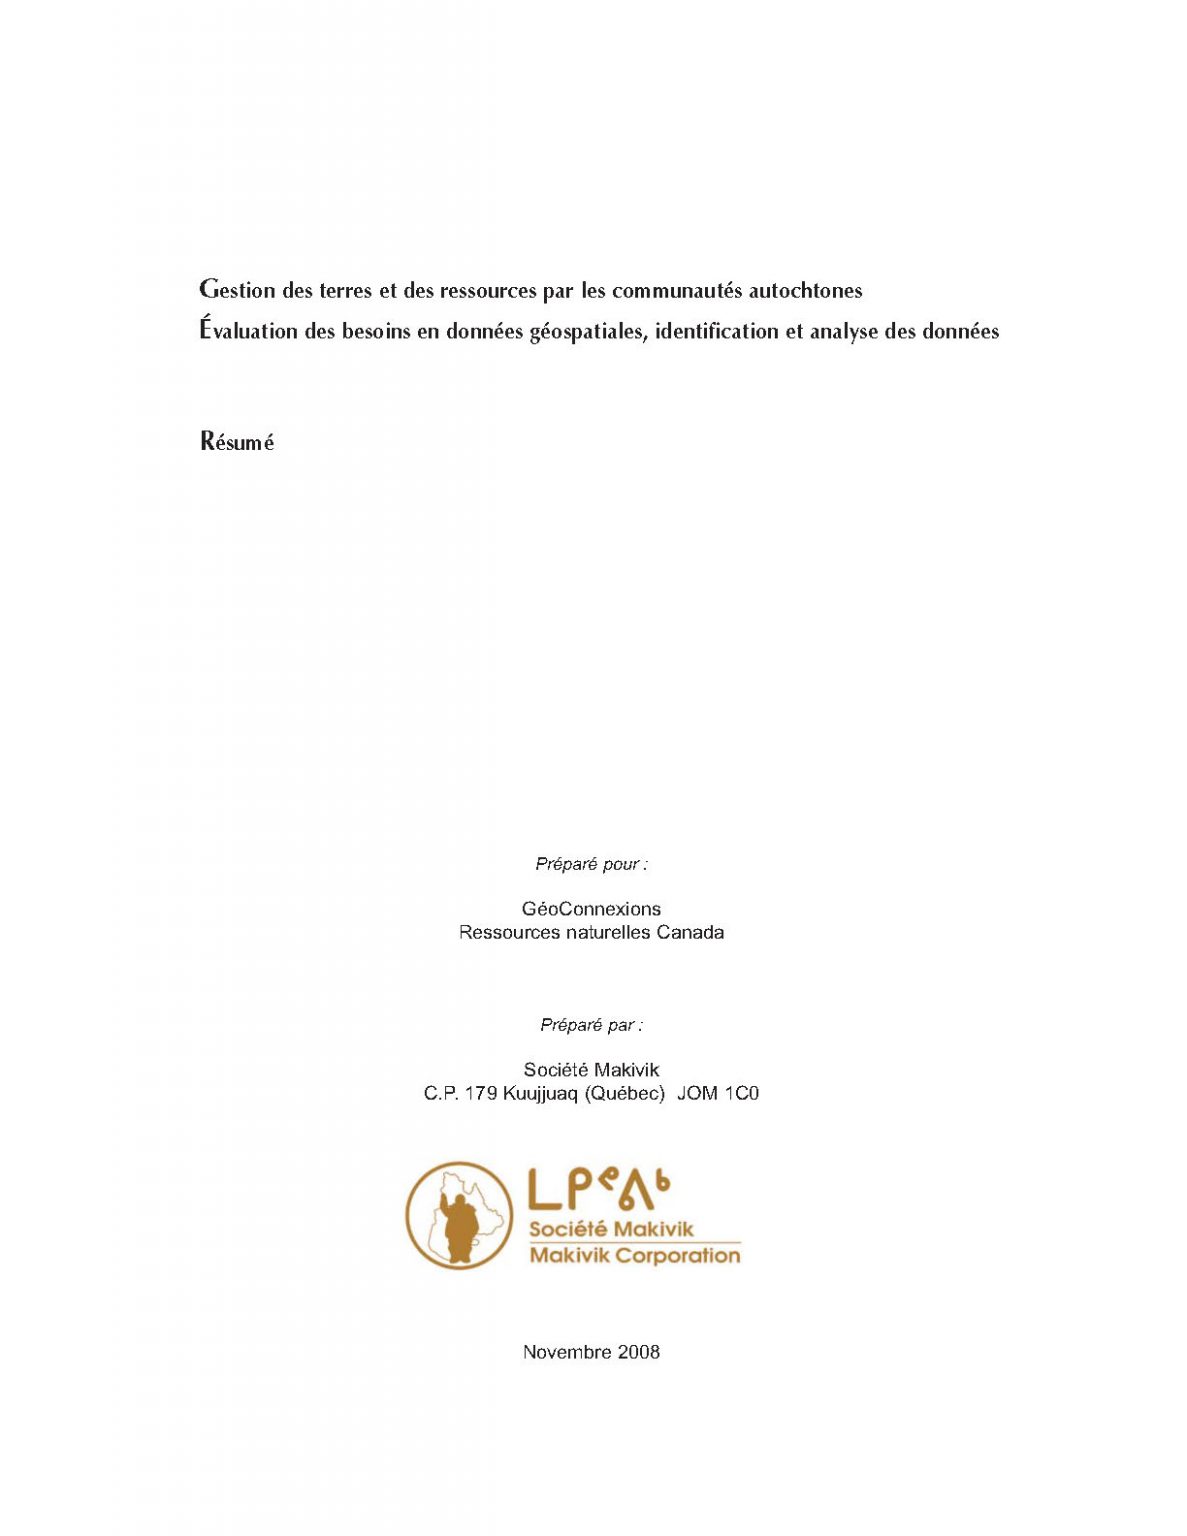 Gestion des terres et des ressources par les communautés autochtones
Évaluation des besoins en données géospatiales, identification et analyse des données
Résumé
Préparé pour :
GéoConnexions
Ressources naturelles Canada
Préparé par :
Société Makivik
C.P. 179 Kuujjuaq (Québec) JOM 1C0
ᒪᑭᕝᕕᒃ
Société Makivik
Makivik Corporation
Novembre 2008